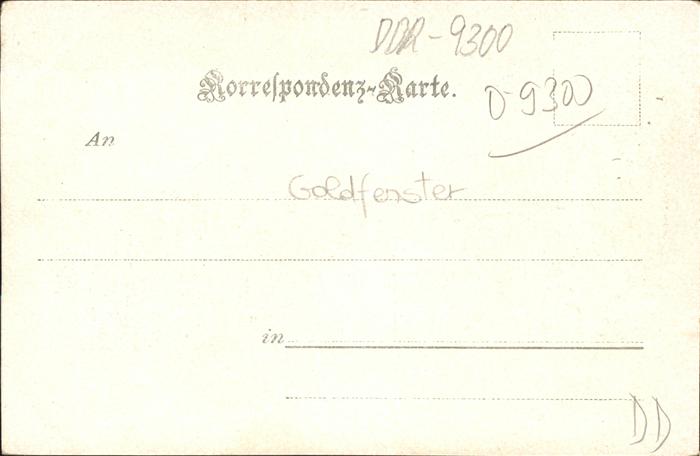 DDR-9300
Korrespondenz-Karte.
D-9300
An
Goldfenster
in
DD